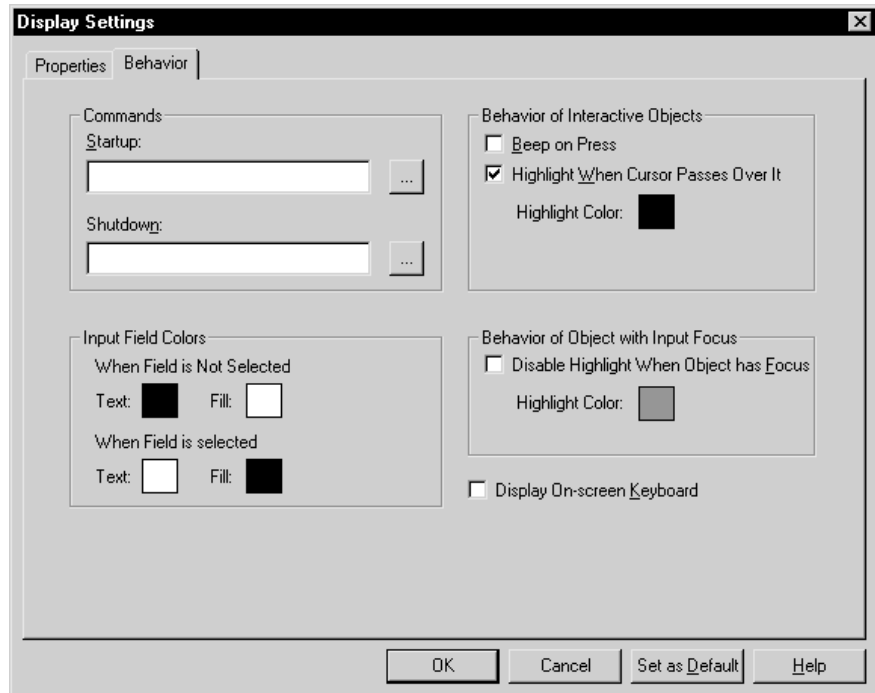 Display Settings
Properties
Behavior
Commands
Startup:
...
Shutdown:
...
Behavior of Interactive Objects
Beep on Press
Highlight When Cursor Passes Over It
Highlight Color:
Input Field Colors
When Field is Not Selected
Text:
Fill:
When Field is selected
Text:
Fill:
Behavior of Object with Input Focus
Disable Highlight When Object has Focus
Highlight Color:
Display On-screen Keyboard
OK
Cancel
Set as Default
Help